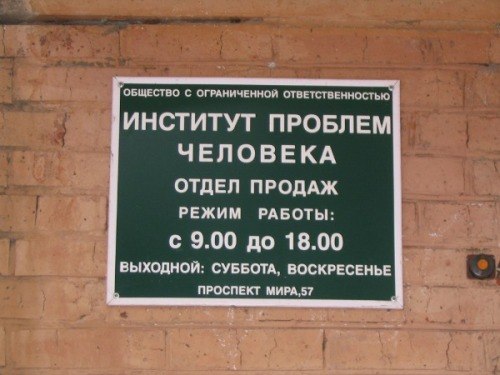 ОБЩЕСТВО С ОГРАНИЧЕННОЙ ОТВЕТСТВЕННОСТЬЮ
ИНСТИТУТ ПРОБЛЕМ
ЧЕЛОВЕКА
ОТДЕЛ ПРОДАЖ
РЕЖИМ РАБОТЫ:
с 9.00 до 18.00
ВЫХОДНОЙ: СУББОТА, ВОСКРЕСЕНЬЕ
ПРОСПЕКТ МИРА,57